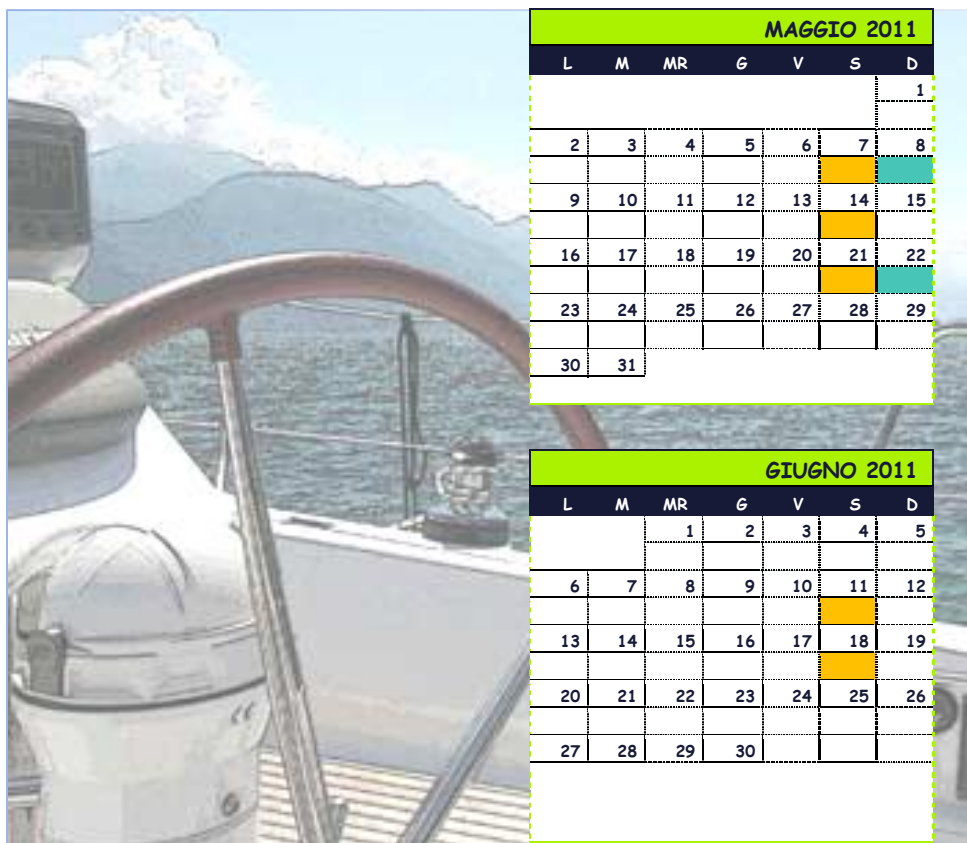 MAGGIO 2011
L M MR G V S D
1
2 3 4 5 6 7 8
9 10 11 12 13 14 15
16 17 18 19 20 21 22
23 24 25 26 27 28 29
30 31
GIUGNO 2011
L M MR G V S D
1 2 3 4 5
6 7 8 9 10 11 12
13 14 15 16 17 18 19
20 21 22 23 24 25 26
27 28 29 30
CE